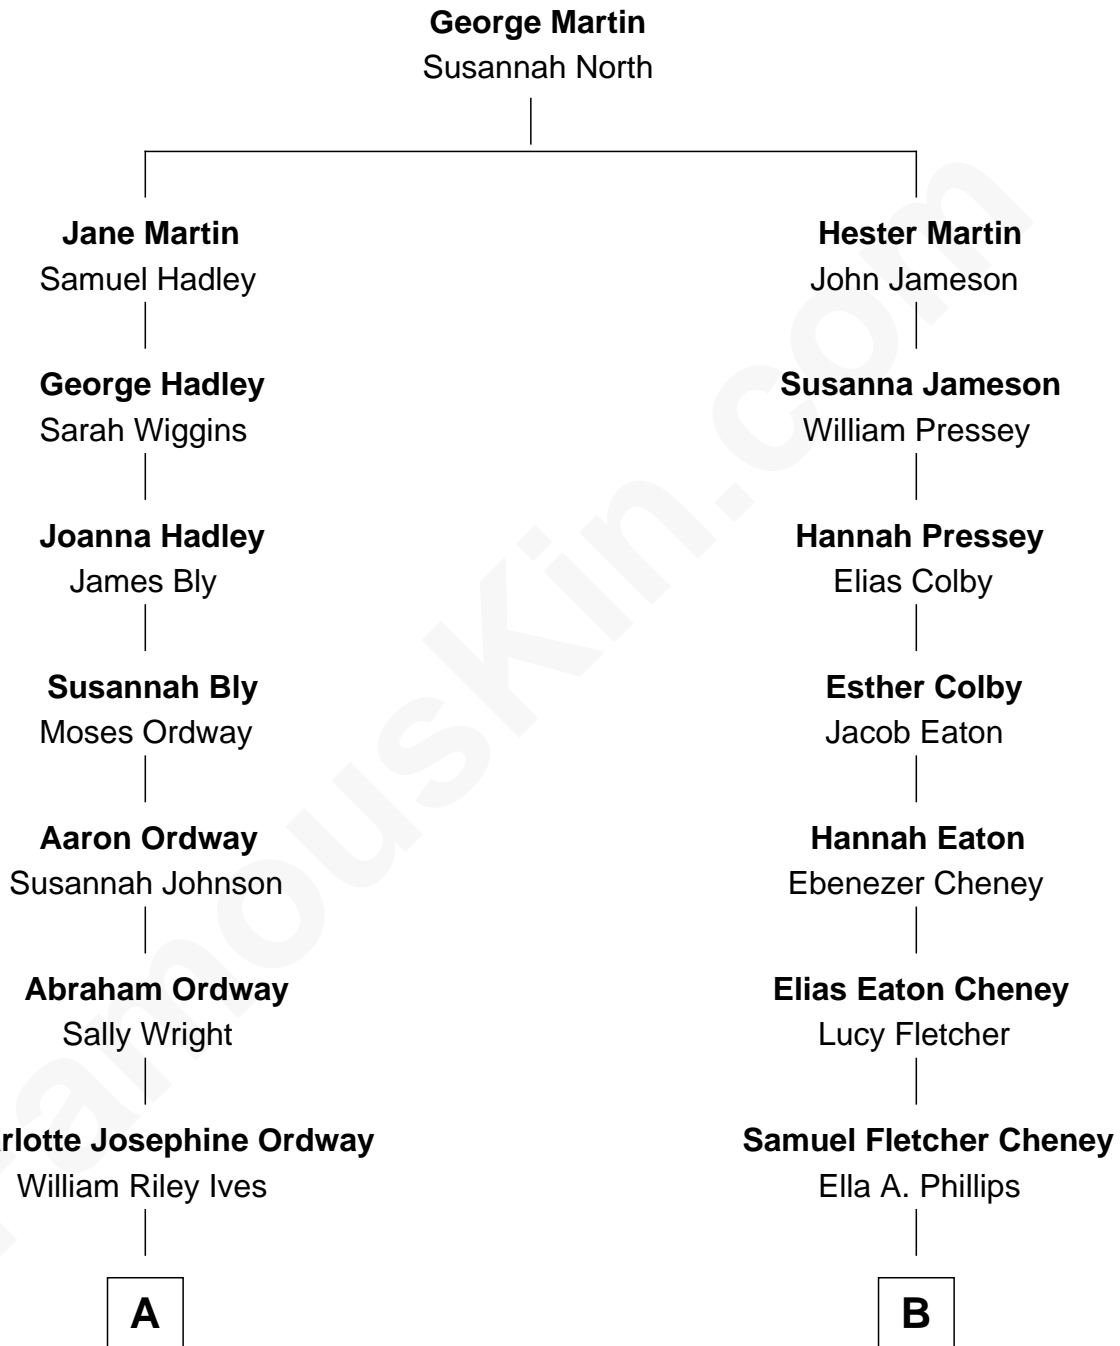 George Martin
Susannah North
Jane Martin
Samuel Hadley
Hester Martin
John Jameson
George Hadley
Sarah Wiggins
Susanna Jameson
William Pressey
Joanna Hadley
James Bly
Hannah Pressey
Elias Colby
Susannah Bly
Moses Ordway
Esther Colby
Jacob Eaton
Aaron Ordway
Susannah Johnson
Hannah Eaton
Ebenezer Cheney
Abraham Ordway
Sally Wright
Elias Eaton Cheney
Lucy Fletcher
rlotte Josephine Ordway
William Riley Ives
Samuel Fletcher Cheney
Ella A. Phillips
A
B
FamousKin.com